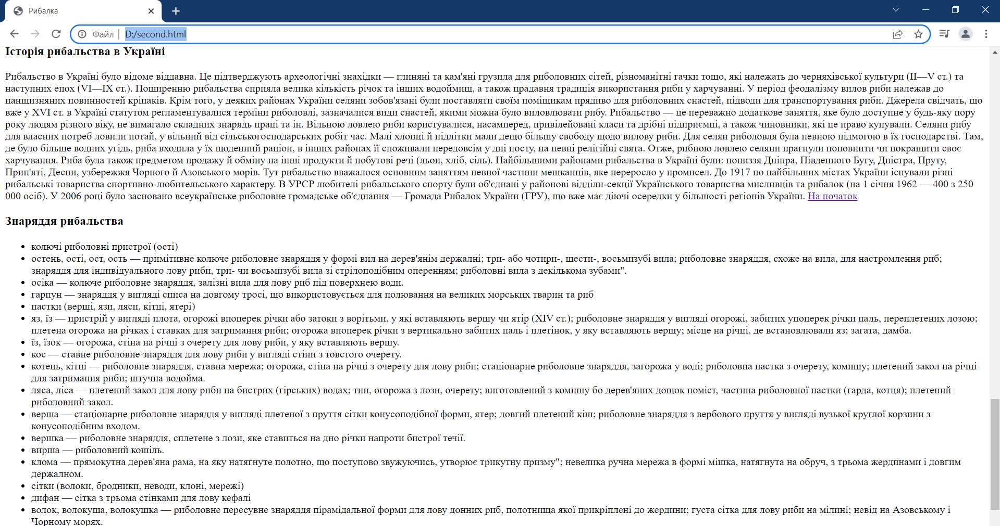 Рибалка
Файл | D:/second.html
Історія рибальства в Україні
Рибальство в Україні було відоме віддавна. Це підтверджують археологічні знахідки — глиняні та кам'яні грузила для риболовних сітей, різноманітні гачки тощо, які належать до черняхівської культури (II—V ст.) та
наступних епох (VI—IX ст.). Поширенню рибальства сприяла велика кількість річок та інших водоймищ, а також прадавня традиція використання риби у харчуванні. У період феодалізму вилов риби належав до
панщизняних повинностей кріпаків. Крім того, у деяких районах України селяни зобов'язані були поставляти своїм поміщикам прядиво для риболовних снастей, підводи для транспортування риби. Джерела свідчать, що
вже у XVI ст. в Україні статутом регламентувалися терміни риболовлі, зазначалися види снастей, якими можна було виловлювати рибу. Рибальство — це переважно додаткове заняття, яке було доступне у будь-яку пору
року людям різного віку, не вимагало складних знарядь праці та ін. Вільною ловлею риби користувалися, насамперед, привілейовані класи та дрібні підприємці, а також чиновники, які це право купували. Селяни рибу
для власних потреб ловили потай, у вільний від сільськогосподарських робіт час. Малі хлопці й підлітки мали дещо більшу свободу щодо вилову риби. Для селян риболовля була певною підмогою в їх господарстві. Там,
де було більше водних угідь, риба входила у їх щоденний раціон, в інших районах її споживали передовсім у дні посту, на певні релігійні свята. Отже, рибною ловлею селяни прагнули поповнити чи покращити своє
харчування. Риба була також предметом продажу й обміну на інші продукти й побутові речі (льон, хліб, сіль). Найбільшими районами рибальства в Україні були: пониззя Дніпра, Південного Бугу, Дністра, Пруту,
Прип'яті, Десни, узбережжя Чорного й Азовського морів. Тут рибальство вважалося основним заняттям певної частини мешканців, яке переросло у промисел. До 1917 по найбільших містах України існували різні
рибальські товариства спортивно-любительського характеру. В УРСР любителі рибальського спорту були об'єднані у районові відділи-секції Українського товариства мисливців та рибалок (на 1 січня 1962 — 400 з 250
000 осіб). У 2006 році було засновано всеукраїнське риболовне громадське об'єднання — Громада Рибалок України (ГРУ), що вже має діючі осередки у більшості регіонів України. На початок
Знаряддя рибальства
• колючі риболовні пристрої (ості)
• остень, ості, ост, ость — примітивне колюче риболовне знаряддя у формі вил на дерев'янім держалні; три- або чотири-, шести-, восьмизубі вила; риболовне знаряддя, схоже на вила, для настромлення риб;
знаряддя для індивідуального лову риби, три- чи восьмизубі вила зі стрілоподібним оперенням; риболовні вила з декількома зубами".
• осіка — колюче риболовне знаряддя, залізні вила для лову риб під поверхнею води.
• гарпун — знаряддя у вигляді списа на довгому тросі, що використовується для полювання на великих морських тварин та риб
• пастки (верші, язи, ляси, кітці, ятері)
• яз, їз — пристрій у вигляді плота, огорожі впоперек річки або затоки з ворітьми, у які вставляють вершу чи ятір (XIV ст.); риболовне знаряддя у вигляді огорожі, забитих упоперек річки паль, переплетених лозою;
плетена огорожа на річках і ставках для затримання риби; огорожа впоперек річки з вертикально забитих паль і плетінок, у яку вставляють вершу; місце на річці, де встановлювали яз; загата, дамба.
• їз, їзок — огорожа, стіна на річці з очерету для лову риби, у яку вставляють вершу.
• кос — ставне риболовне знаряддя для лову риби у вигляді стіни з товстого очерету.
• котець, кітці — риболовне знаряддя, ставна мережа; огорожа, стіна на річці з очерету для лову риби; стаціонарне риболовне знаряддя, загорожа у воді; риболовна пастка з очерету, комишу; плетений закол на річці
для затримання риби; штучна водойма.
• ляса, ліса — плетений закол для лову риби на бистрих (гірських) водах; тин, огорожа з лози, очерету; виготовлений з комишу бо дерев'яних дощок поміст, частина риболовної пастки (гарда, котця); плетений
риболовний закол.
• верша — стаціонарне риболовне знаряддя у вигляді плетеної з пруття сітки конусоподібної форми, ятер; довгий плетений кіш; риболовне знаряддя з вербового пруття у вигляді вузької круглої корзини з
конусоподібним входом.
• вершка — риболовне знаряддя, сплетене з лози, яке ставиться на дно річки напроти бистрої течії.
• вирша — риболовний кошіль.
• клома — прямокутна дерев'яна рама, на яку натягнуте полотно, що поступово звужуючись, утворює трикутну призму"; невелика ручна мережа в формі мішка, натягнута на обруч, з трьома жердинами і довгим
держалном.
• сітки (волоки, бродники, неводи, клоні, мережі)
• дифан — сітка з трьома стінками для лову кефалі
• волок, волокуша, волокушка — риболовне пересувне знаряддя пірамідальної форми для лову донних риб, полотнища якої прикріплені до жердини; густа сітка для лову риби на мілині; невід на Азовському і
Чорному морях.